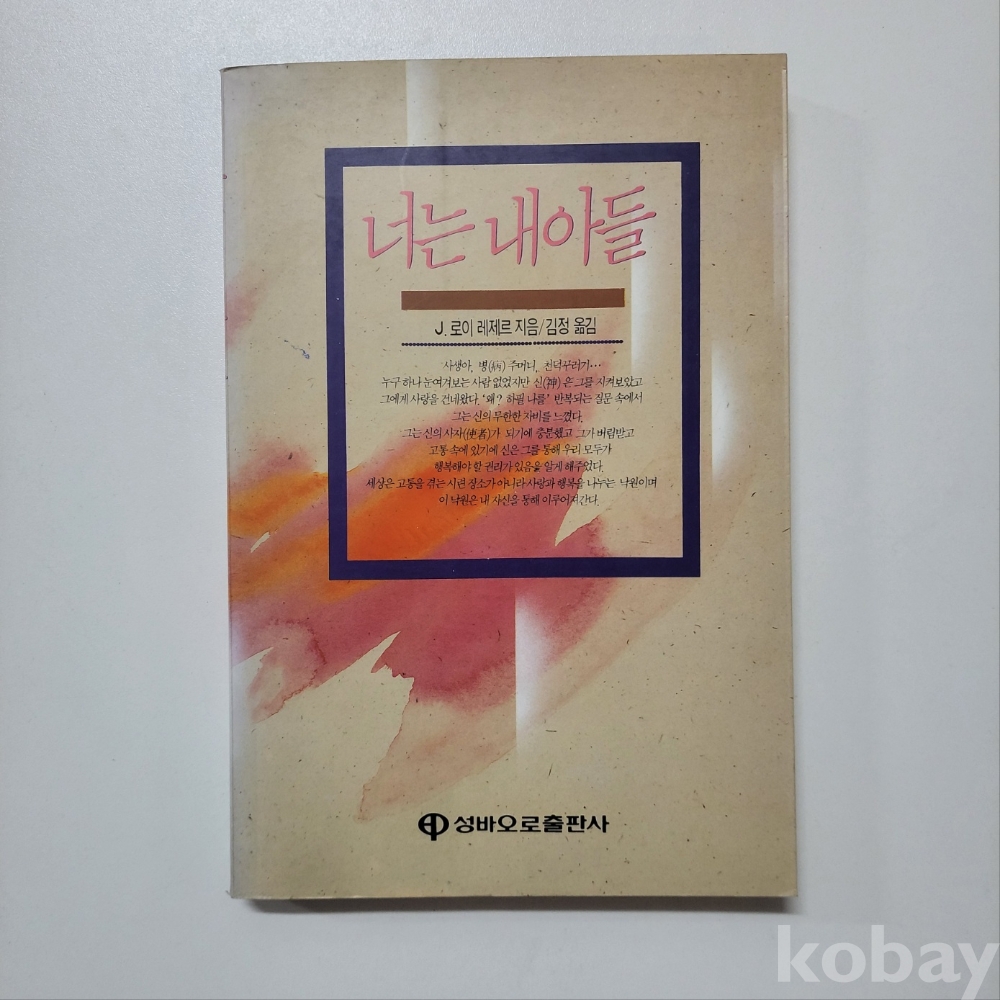 너는 내아들
J. 로이 레제르 지음/김정 옮김
사생아, 병(病)주머니, 천덕꾸러기…
누구 하나 눈여겨보는 사람 없었지만 신(神)은 그를 지켜보았고
그에게 사랑을 건네왔다. '왜? 하필 나를' 반복되는 질문 속에서
그는 신의 무한한 자비를 느꼈다.
그는 신의 사자(使者)가 되기에 충분했고 그가 버림받고
고통 속에 있기에 신은 그를 통해 우리 모두가
행복해야 할 권리가 있음을 알게 해주었다.
세상은 고통을 겪는 시련 장소가 아니라 사랑과 행복을 나누는 낙원이며
이 낙원은 내 자신을 통해 이루어져간다.
성바오로출판사
kobay